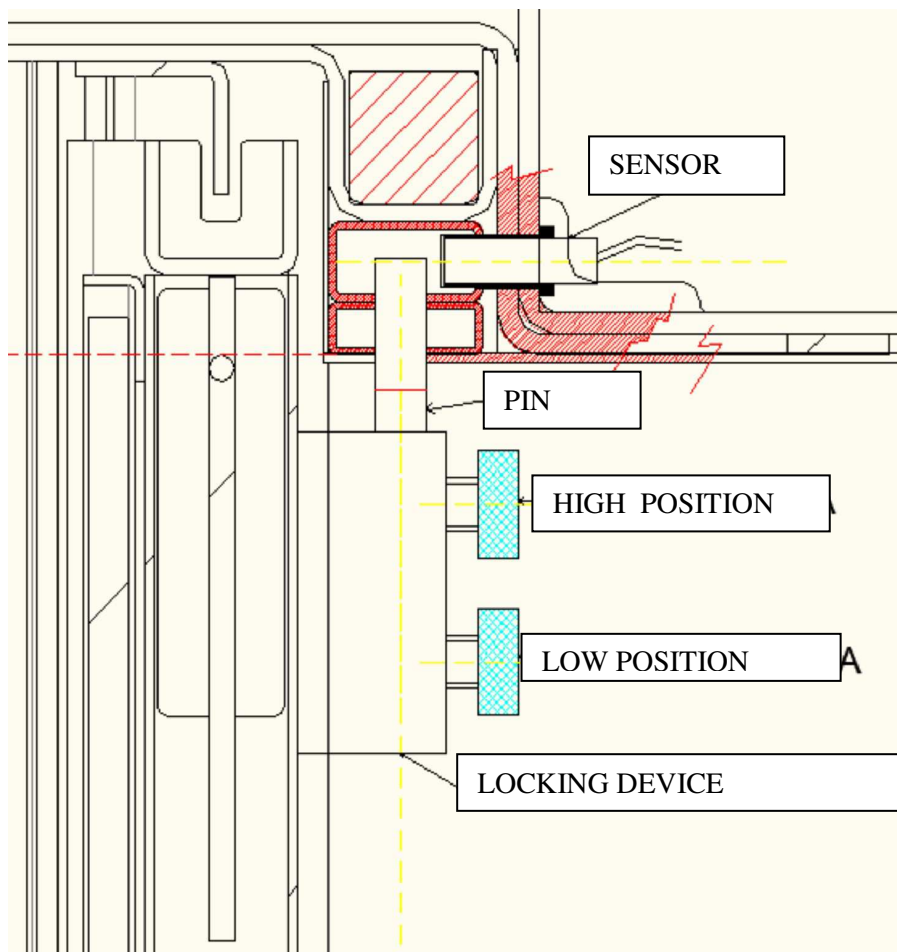 SENSOR
PIN
HIGH POSITION
A
LOW POSITION
A
LOCKING DEVICE